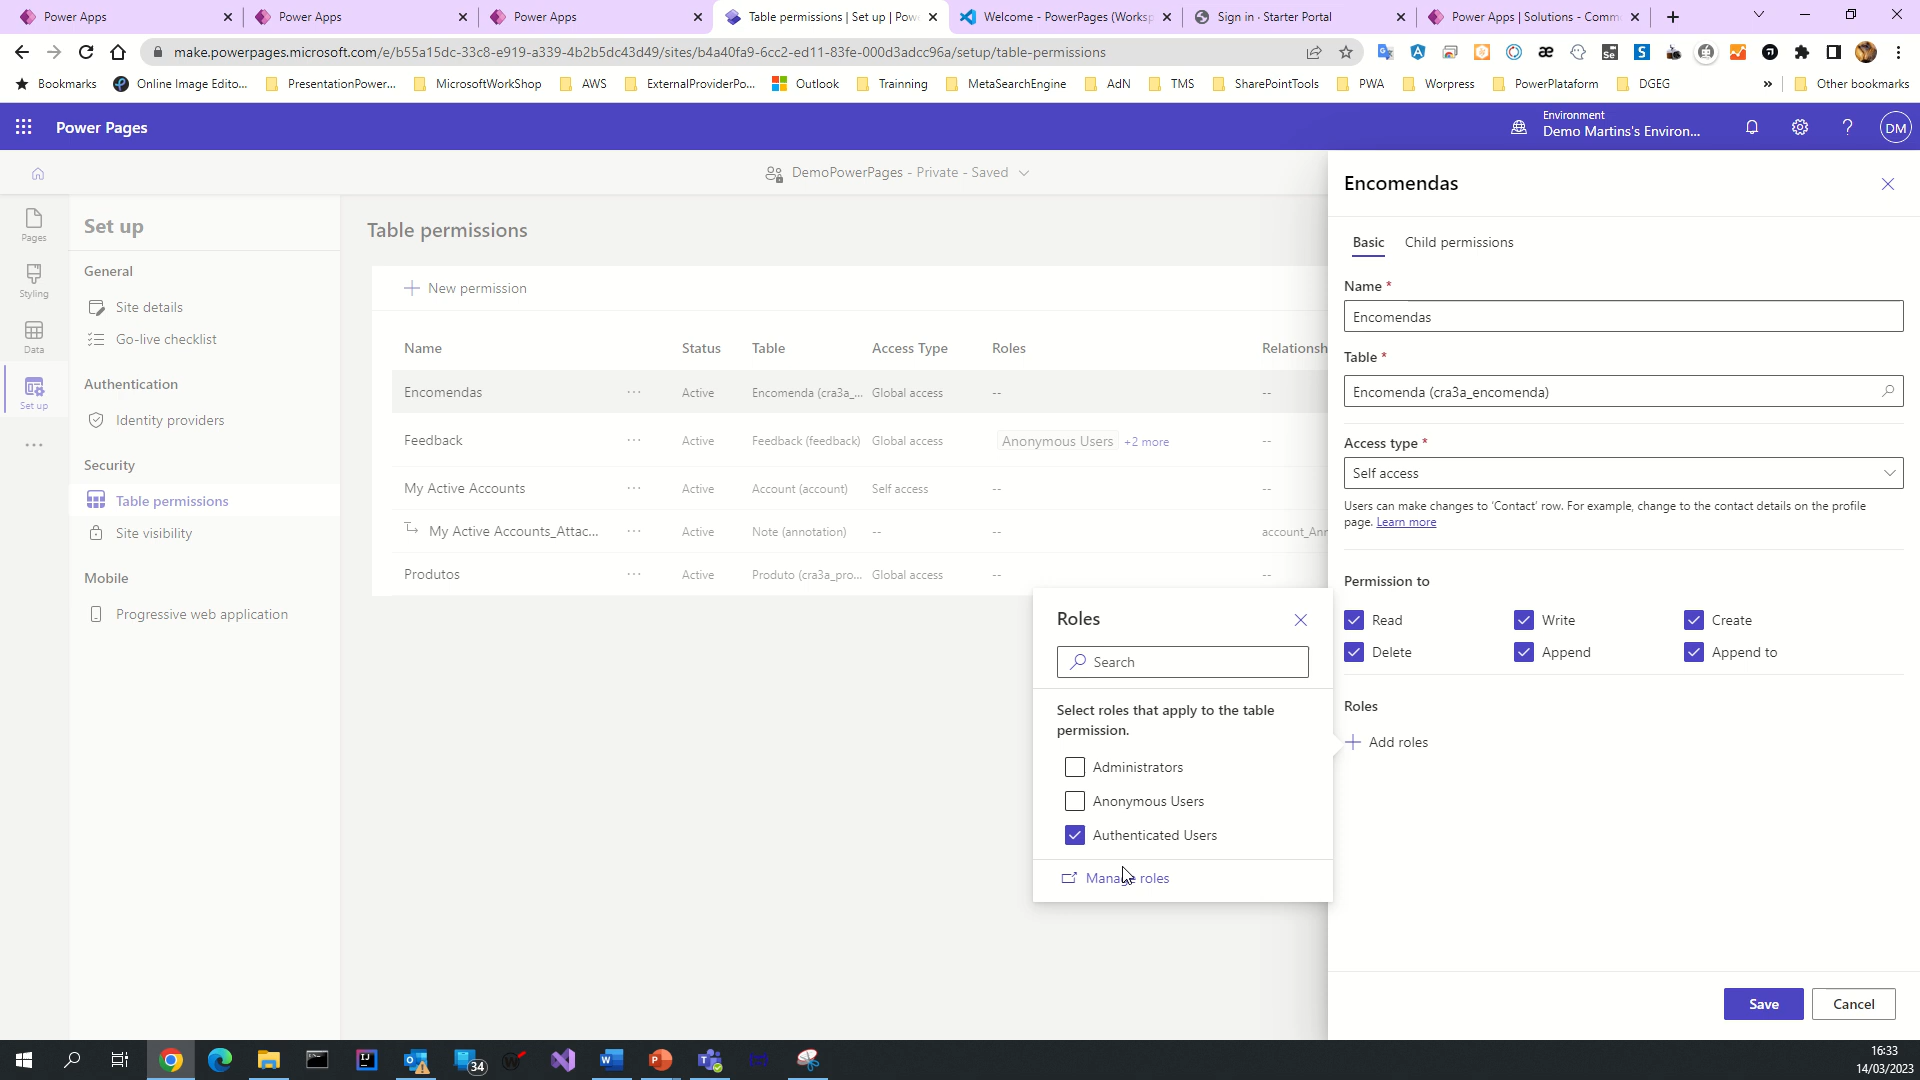 Power Apps
Power Apps
Power Apps
Table permissions | Set up | Pow
Welcome - PowerPages (Worksp
Sign in · Starter Portal
Power Apps | Solutions - Comm
make.powerpages.microsoft.com/e/b55a15dc-33c8-e919-a339-4b2b5dc43d49/sites/b4a40fa9-6cc2-ed11-83fe-000d3adcc96a/setup/table-permissions
Bookmarks
Online Image Edito...
PresentationPower...
MicrosoftWorkShop
AWS
ExternalProviderPo...
Outlook
Trainning
MetaSearchEngine
AdN
TMS
SharePointTools
PWA
Worpress
PowerPlataform
DGEG
»
Other bookmarks
Power Pages
Environment
Demo Martins's Environ...
DM
DemoPowerPages - Private - Saved
Pages
Styling
Data
Set up
Set up
General
Site details
Go-live checklist
Authentication
Identity providers
Security
Table permissions
Site visibility
Mobile
Progressive web application
Table permissions
New permission
Name Status Table Access Type Roles Relationsh
Encomendas ··· Active Encomenda (cra3a_... Global access -- --
Feedback ··· Active Feedback (feedback) Global access Anonymous Users +2 more --
My Active Accounts ··· Active Account (account) Self access -- --
My Active Accounts_Attac... ··· Active Note (annotation) -- -- account_Ann
Produtos ··· Active Produto (cra3a_pro... Global access -- --
Roles
Search
Select roles that apply to the table
permission.
Administrators
Anonymous Users
Authenticated Users
Manage roles
Encomendas
Basic Child permissions
Name *
Encomendas
Table *
Encomenda (cra3a_encomenda)
Access type *
Self access
Users can make changes to 'Contact' row. For example, change to the contact details on the profile
page. Learn more
Permission to
Read Write Create
Delete Append Append to
Roles
Add roles
Save Cancel
34
16:33
14/03/2023